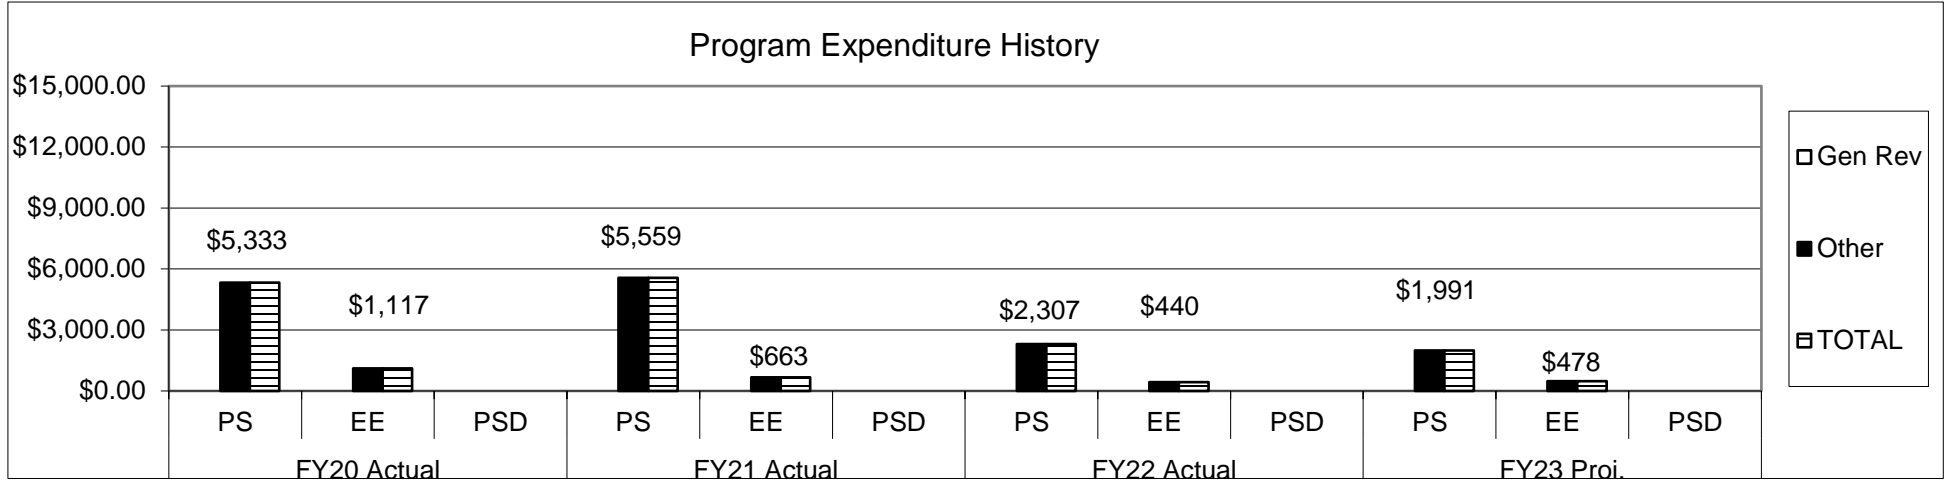 Program Expenditure History
$15,000.00
$12,000.00
$9,000.00
$6,000.00
$3,000.00
$0.00
$5,333
$1,117
$5,559
$663
$2,307
$440
$1,991
$478
PS EE PSD PS EE PSD PS EE PSD PS EE PSD
FY20 Actual FY21 Actual FY22 Actual FY23 Proj.
Gen Rev
Other
TOTAL